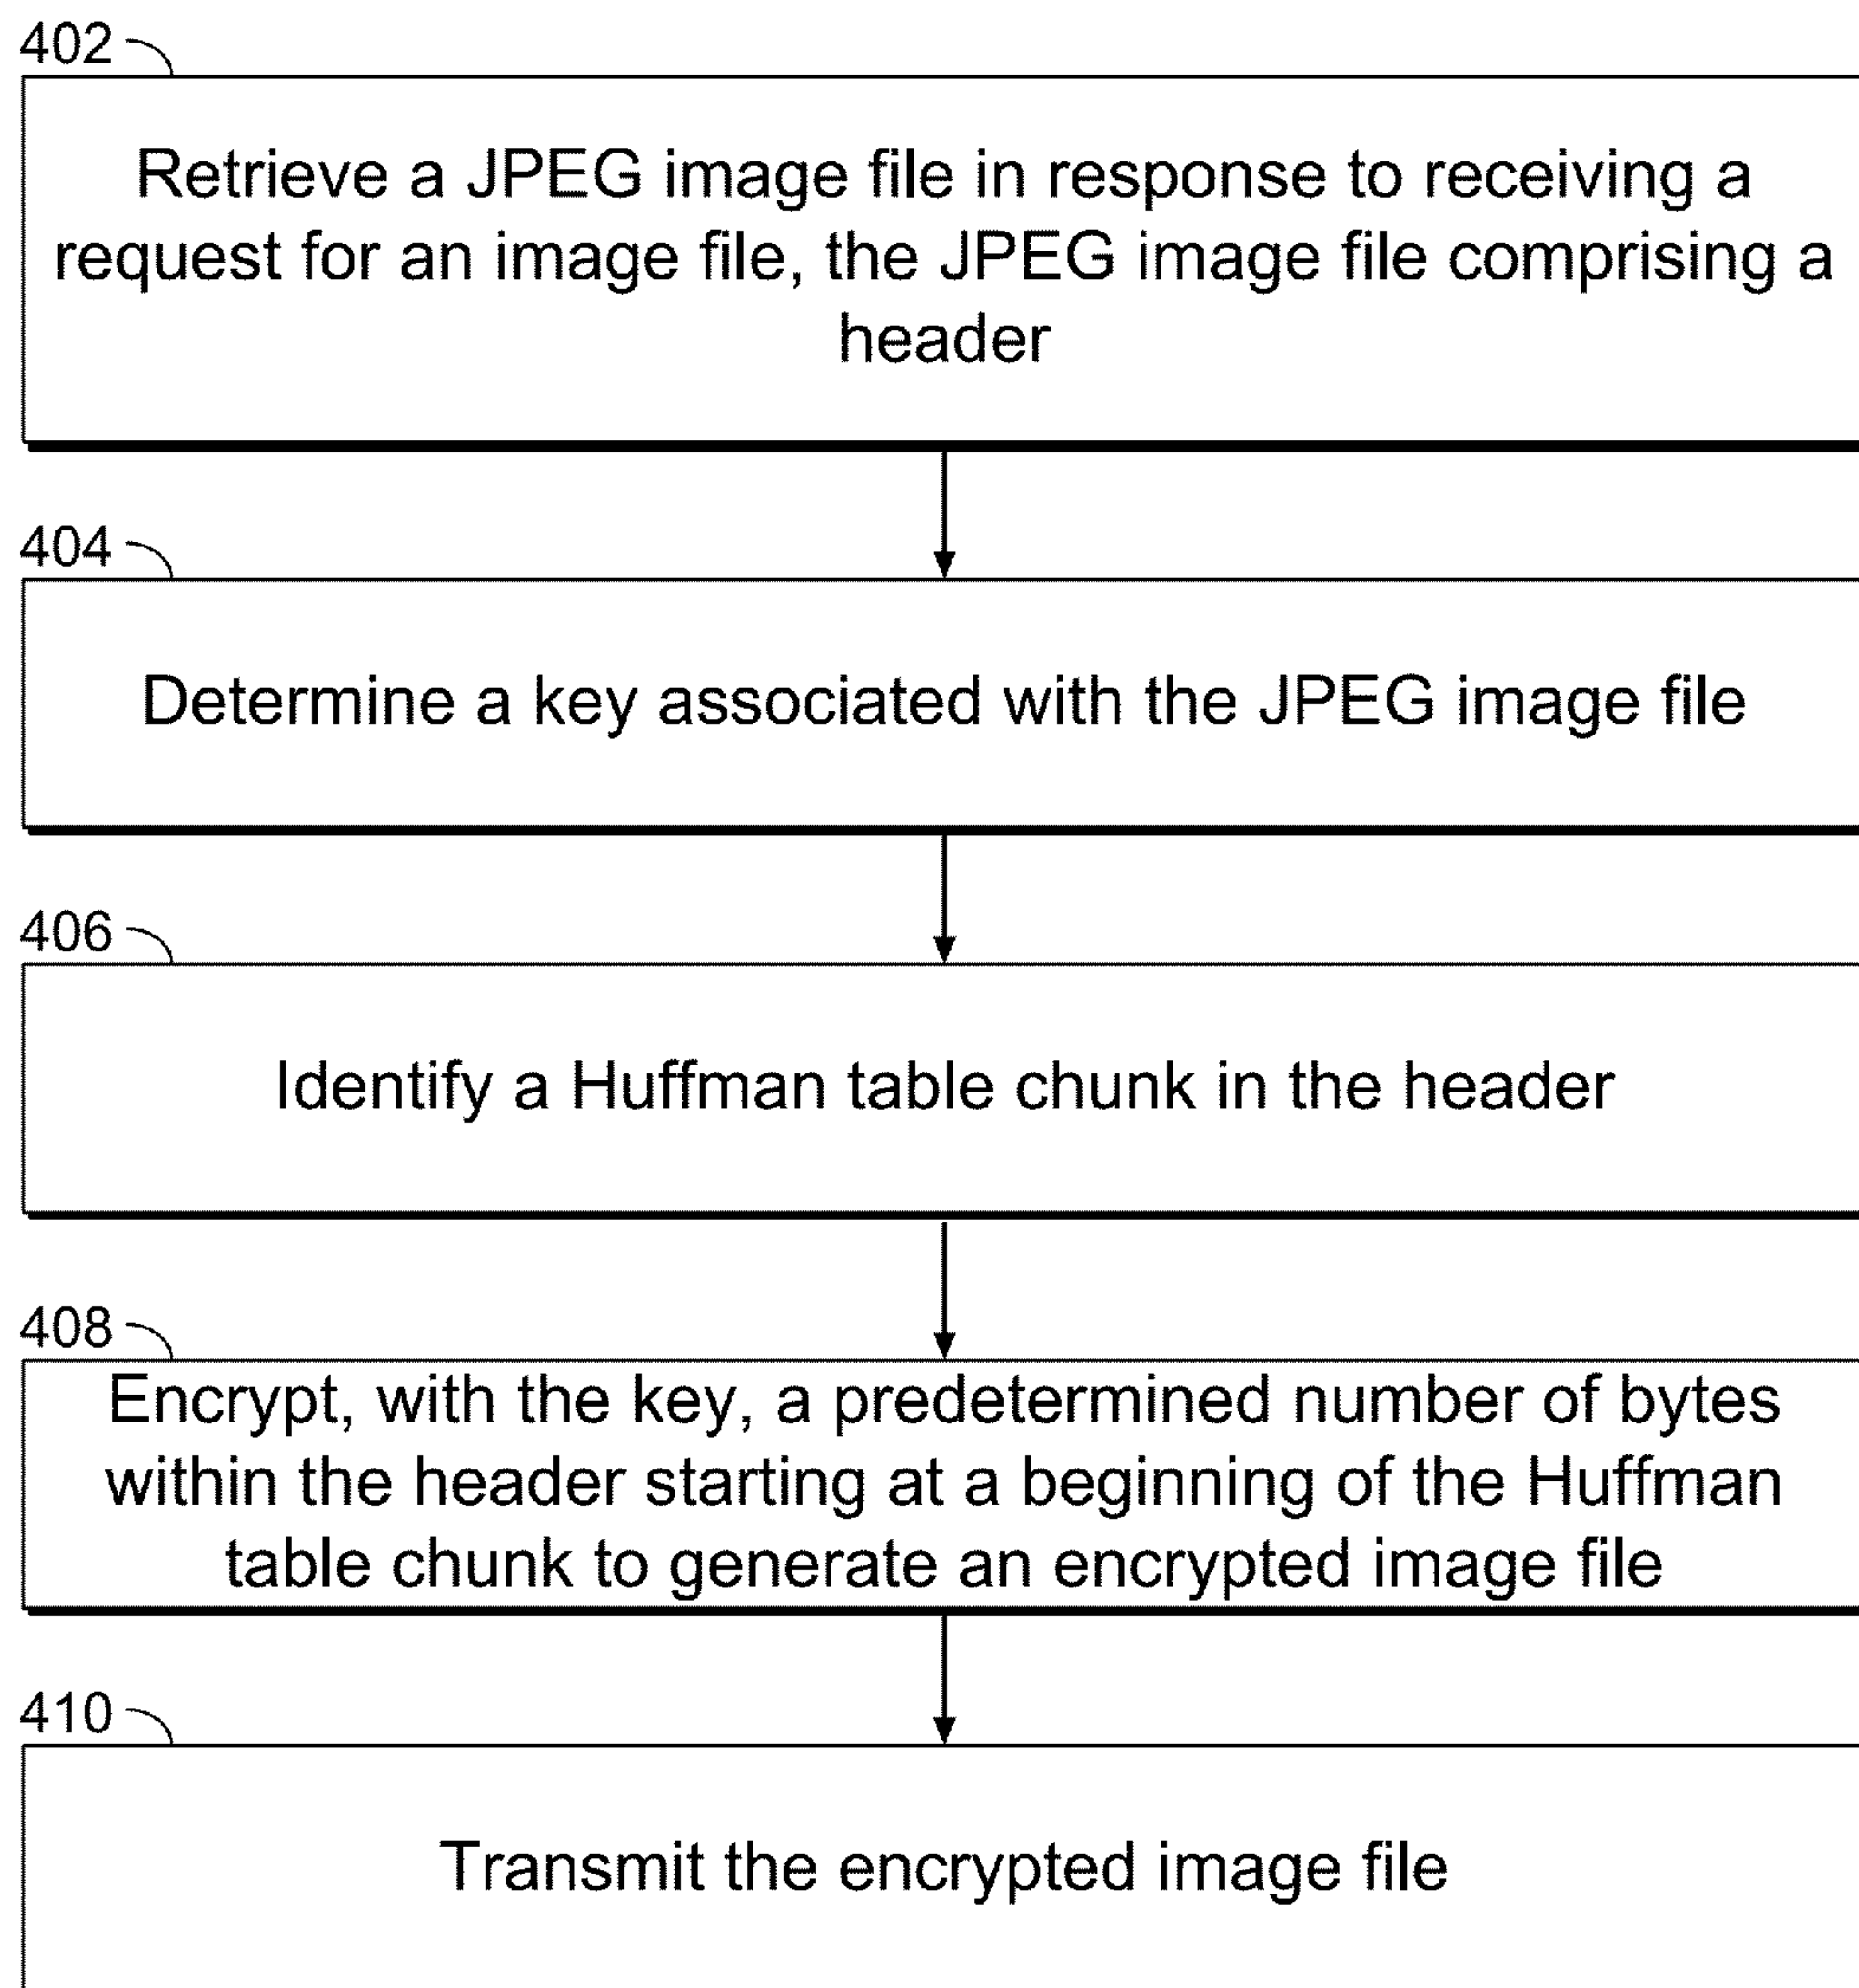 402
Retrieve a JPEG image file in response to receiving a
request for an image file, the JPEG image file comprising a
header
404
Determine a key associated with the JPEG image file
406
Identify a Huffman table chunk in the header
408
Encrypt, with the key, a predetermined number of bytes
within the header starting at a beginning of the Huffman
table chunk to generate an encrypted image file
410
Transmit the encrypted image file